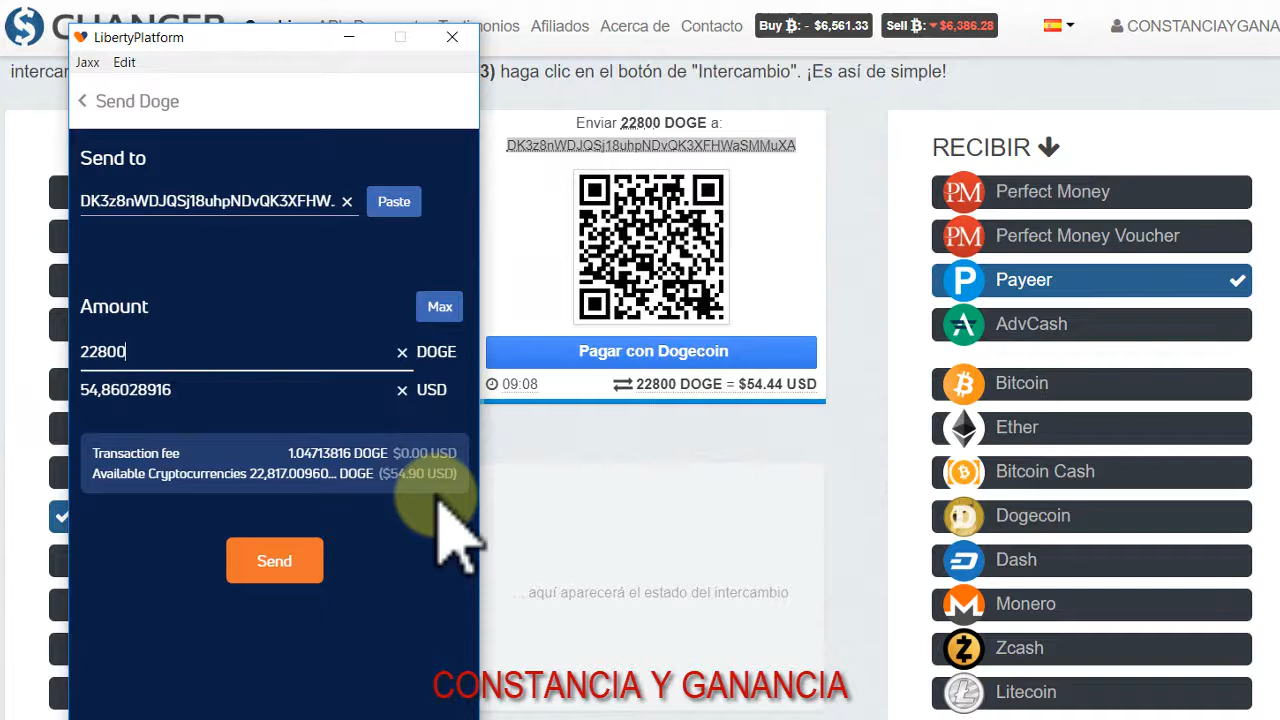 CHANGER
Testimonios Afiliados Acerca de Contacto
Buy ₿: - $6,561.33
Sell ₿: $6,386.28
CONSTANCIAYGANA
LibertyPlatform
Jaxx Edit
3) haga clic en el botón de "Intercambio". ¡Es así de simple!
Send Doge
Send to
DK3z8nWDJQSj18uhpNDvQK3XFHW.
Paste
Amount
Max
22800 DOGE
54,86028916 USD
Transaction fee 1.04713816 DOGE $0.00 USD
Available Cryptocurrencies 22,817.00960... DOGE ($54.90 USD)
Send
Enviar 22800 DOGE a:
DK3z8nWDJQSj18uhpNDvQK3XFHWaSMMuXA
Pagar con Dogecoin
09:08 22800 DOGE = $54.44 USD
... aquí aparecerá el estado del intercambio
RECIBIR
PM Perfect Money
PM Perfect Money Voucher
Payeer
AdvCash
Bitcoin
Ether
Bitcoin Cash
Dogecoin
Dash
Monero
Zcash
Litecoin
CONSTANCIA Y GANANCIA